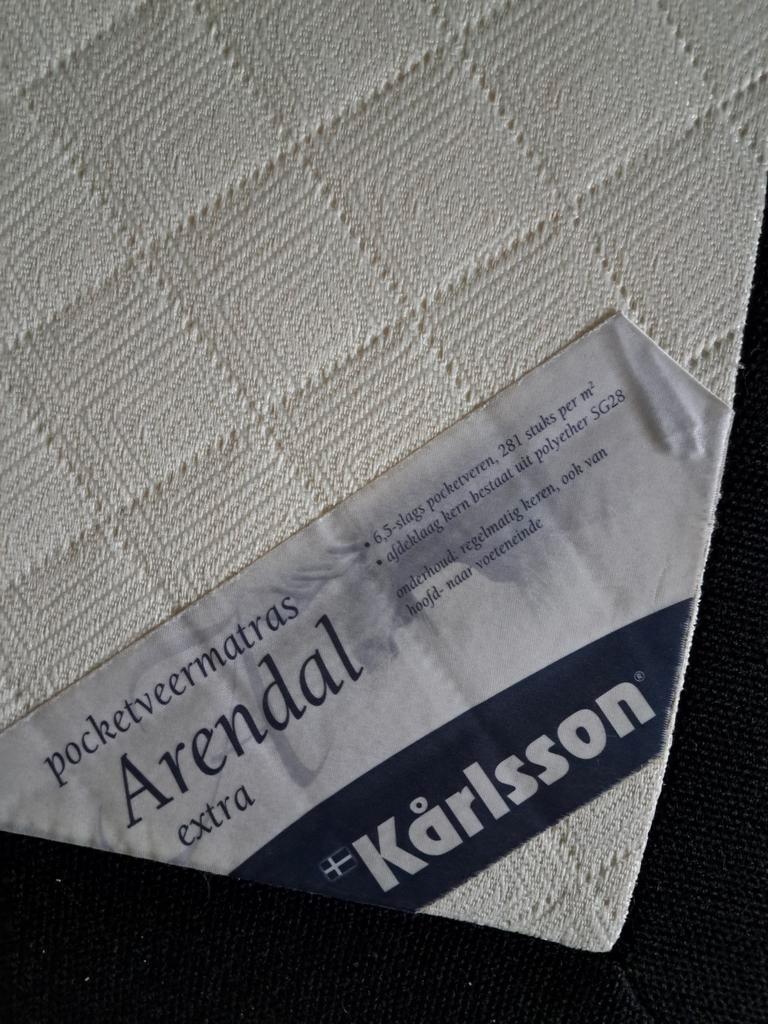 pocketveermatras
Arendal
extra
• 6,5-slags pocketveren, 281 stuks per m²
• afdeklaag kern bestaat uit polyether SG28
onderhoud: regelmatig keren, ook van
hoofd- naar voeteneinde
Kårlsson®